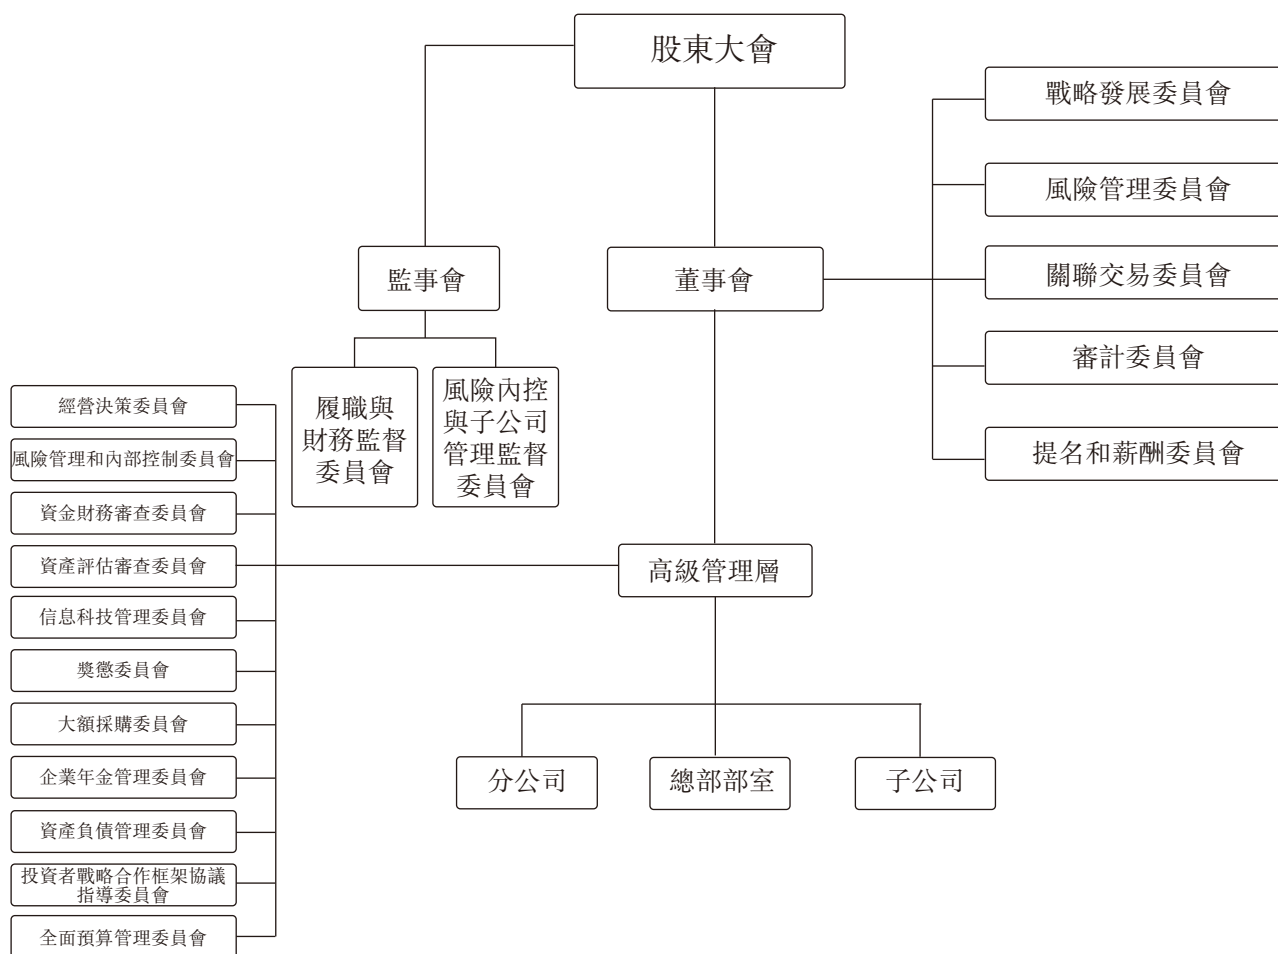 股東大會
戰略發展委員會
風險管理委員會
關聯交易委員會
審計委員會
提名和薪酬委員會
監事會
董事會
履職與
財務監督
委員會
風險內控
與子公司
管理監督
委員會
高級管理層
經營決策委員會
風險管理和內部控制委員會
資金財務審查委員會
資產評估審查委員會
信息科技管理委員會
獎懲委員會
大額採購委員會
企業年金管理委員會
資產負債管理委員會
投資者戰略合作框架協議
指導委員會
全面預算管理委員會
分公司
總部部室
子公司